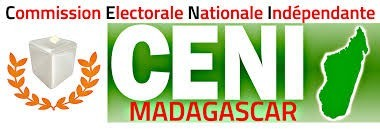 Commission Electorale Nationale Indépendante
CENI
MADAGASCAR